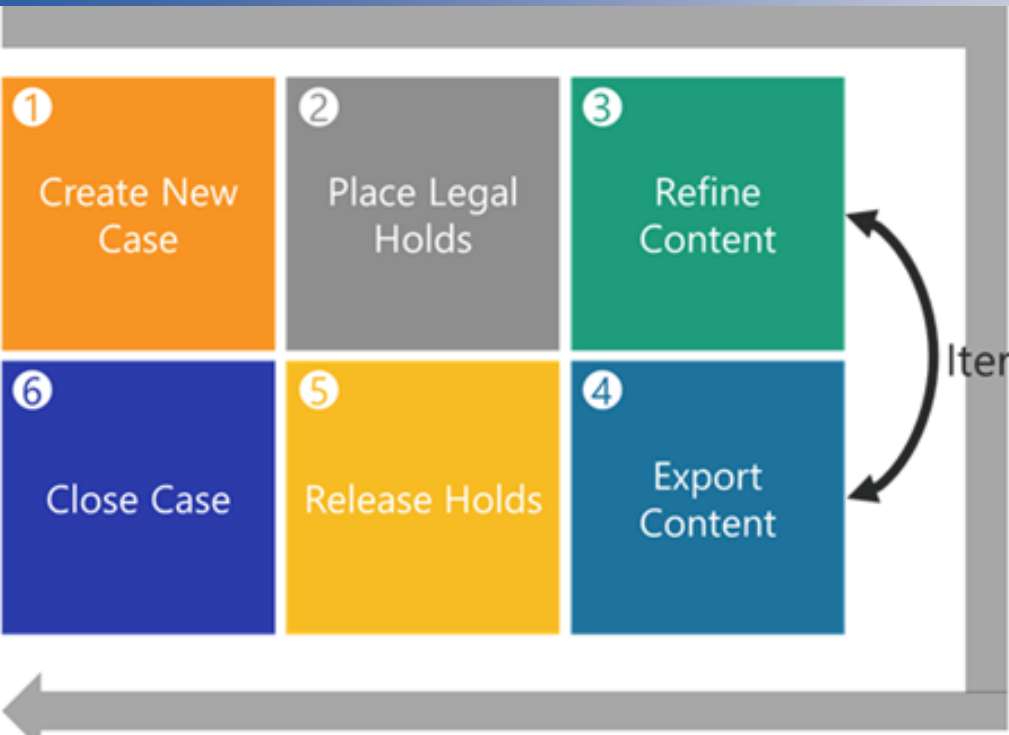 1
Create New
Case
2
Place Legal
Holds
3
Refine
Content
6
Close Case
5
Release Holds
4
Export
Content